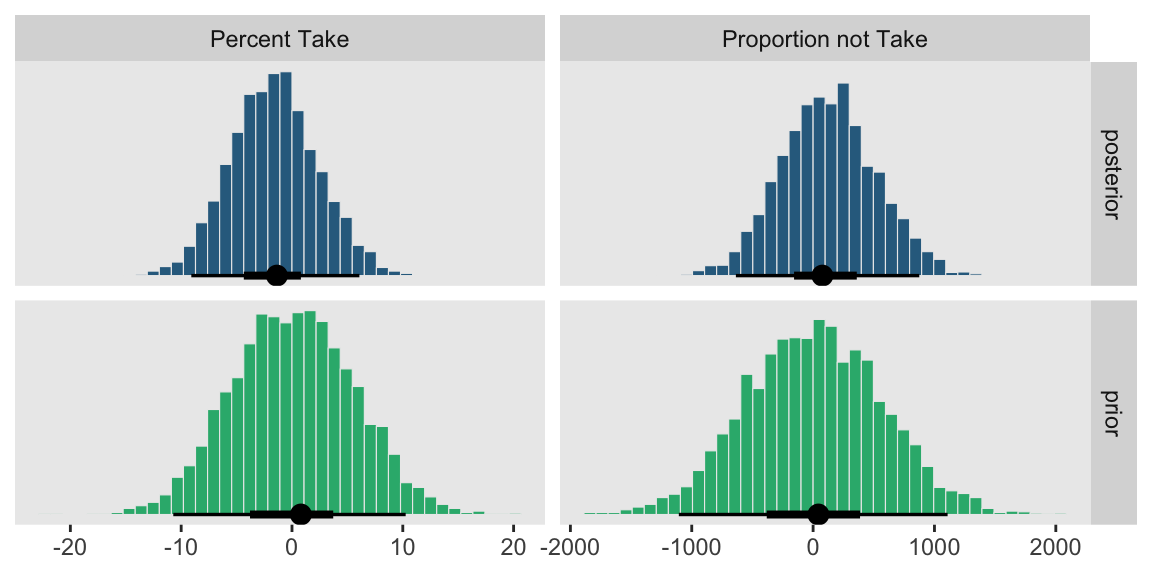 Percent Take
Proportion not Take
posterior
prior
-20 -10 0 10 20
-2000 -1000 0 1000 2000